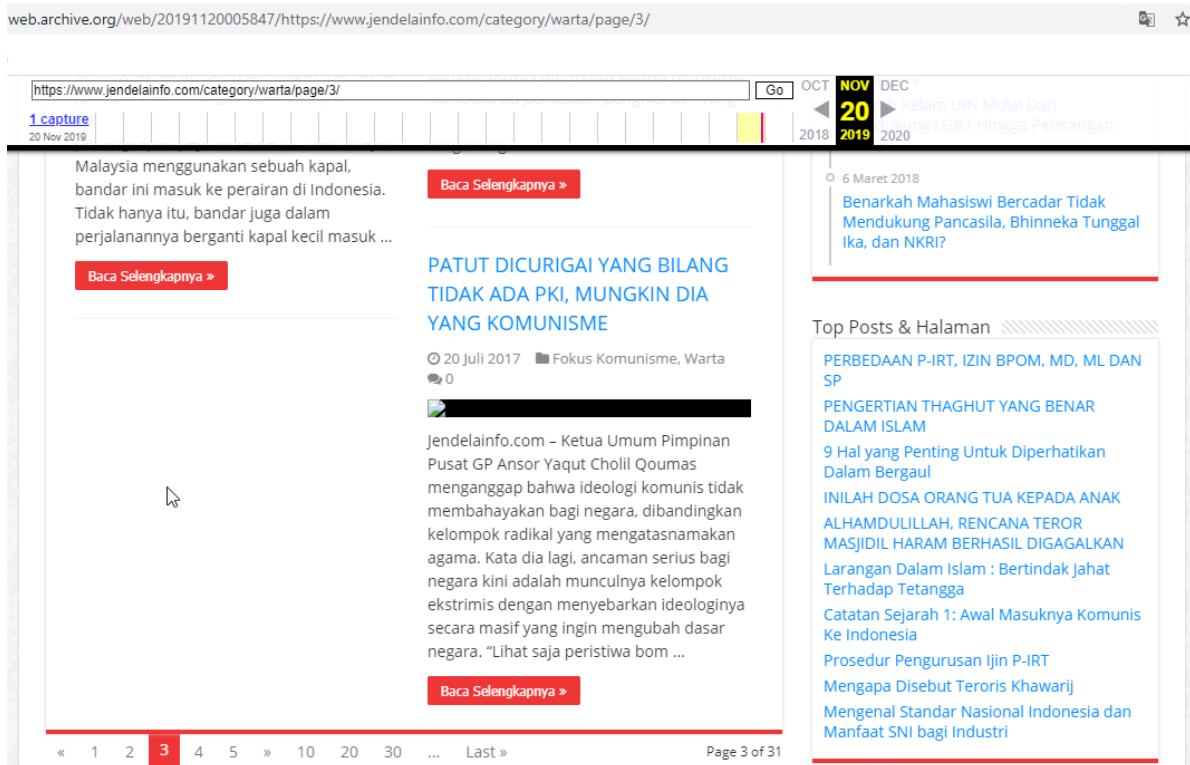 web.archive.org/web/20191120005847/https://www.jendelainfo.com/category/warta/page/3/
https://www.jendelainfo.com/category/warta/page/3/
Go
OCT NOV DEC
20
2018 2019 2020
1 capture
20 Nov 2019
Kelam UIN Mulai Dari
LGBT Hingga Pelarangan
Malaysia menggunakan sebuah kapal,
bandar ini masuk ke perairan di Indonesia.
Tidak hanya itu, bandar juga dalam
perjalanannya berganti kapal kecil masuk ...
Baca Selengkapnya »
Baca Selengkapnya »
PATUT DICURIGAI YANG BILANG
TIDAK ADA PKI, MUNGKIN DIA
YANG KOMUNISME
20 Juli 2017 Fokus Komunisme, Warta
0
Jendelainfo.com – Ketua Umum Pimpinan
Pusat GP Ansor Yaqut Cholil Qoumas
menganggap bahwa ideologi komunis tidak
membahayakan bagi negara, dibandingkan
kelompok radikal yang mengatasnamakan
agama. Kata dia lagi, ancaman serius bagi
negara kini adalah munculnya kelompok
ekstrimis dengan menyebarkan ideologinya
secara masif yang ingin mengubah dasar
negara. “Lihat saja peristiwa bom ...
Baca Selengkapnya »
« 1 2 3 4 5 » 10 20 30 ... Last »
Page 3 of 31
6 Maret 2018
Benarkah Mahasiswi Bercadar Tidak
Mendukung Pancasila, Bhinneka Tunggal
Ika, dan NKRI?
Top Posts & Halaman
PERBEDAAN P-IRT, IZIN BPOM, MD, ML DAN
SP
PENGERTIAN THAGHUT YANG BENAR
DALAM ISLAM
9 Hal yang Penting Untuk Diperhatikan
Dalam Bergaul
INILAH DOSA ORANG TUA KEPADA ANAK
ALHAMDULILLAH, RENCANA TEROR
MASJIDIL HARAM BERHASIL DIGAGALKAN
Larangan Dalam Islam : Bertindak Jahat
Terhadap Tetangga
Catatan Sejarah 1: Awal Masuknya Komunis
Ke Indonesia
Prosedur Pengurusan Ijin P-IRT
Mengapa Disebut Teroris Khawarij
Mengenal Standar Nasional Indonesia dan
Manfaat SNI bagi Industri